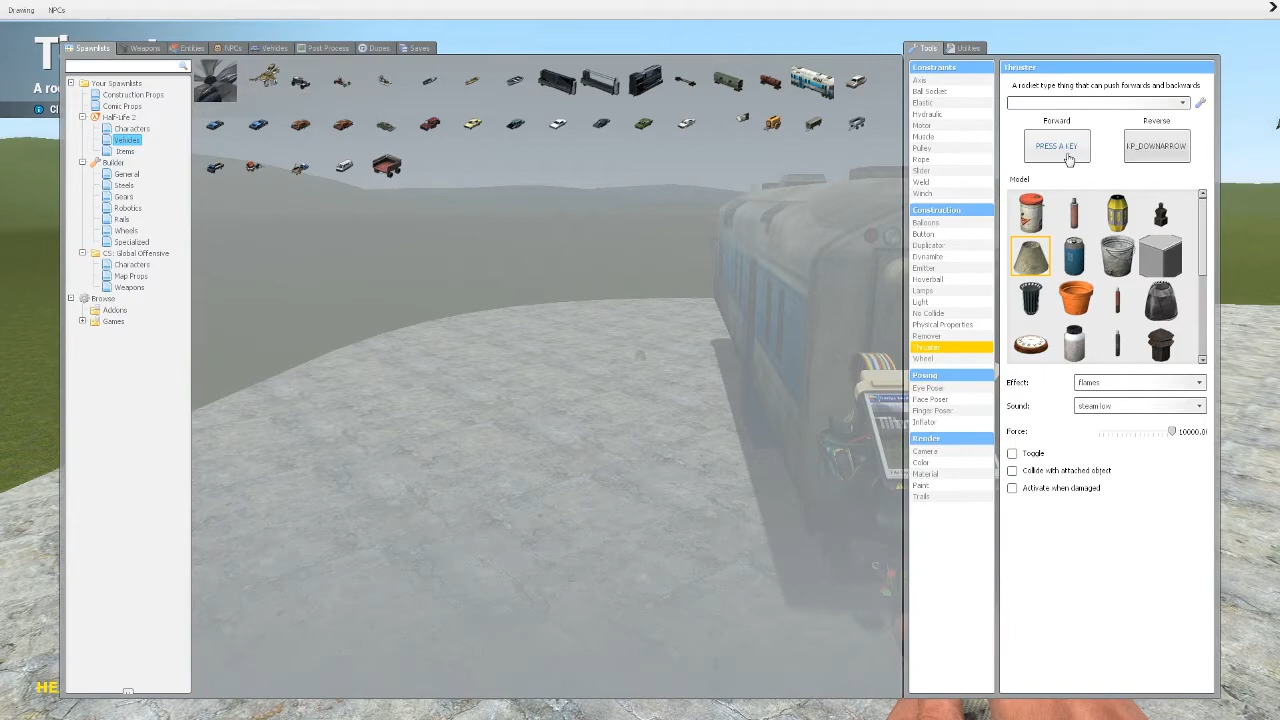 Drawing NPCs
Spawnlists Weapons Entities NPCs Vehicles Post Process Dupes Saves
Tools Utilities
Your Spawnlists
Construction Props
Comic Props
Half-Life 2
Characters
Vehicles
Items
Builder
General
Steels
Gears
Robotics
Rails
Wheels
Specialized
CS: Global Offensive
Characters
Map Props
Weapons
Browse
Addons
Games
A ro
HE
Constraints
Axis
Ball Socket
Elastic
Hydraulic
Motor
Muscle
Pulley
Rope
Slider
Weld
Winch
Construction
Balloons
Button
Duplicator
Dynamite
Emitter
Hoverball
Lamps
Light
No Collide
Physical Properties
Remover
Thruster
Wheel
Posing
Eye Poser
Face Poser
Finger Poser
Inflator
Render
Camera
Color
Material
Paint
Trails
Thruster
A rocket type thing that can push forwards and backwards
Forward Reverse
PRESS A KEY KP_DOWNARROW
Model
Effect: flames
Sound: steam low
Force: 10000.0
Toggle
Collide with attached object
Activate when damaged